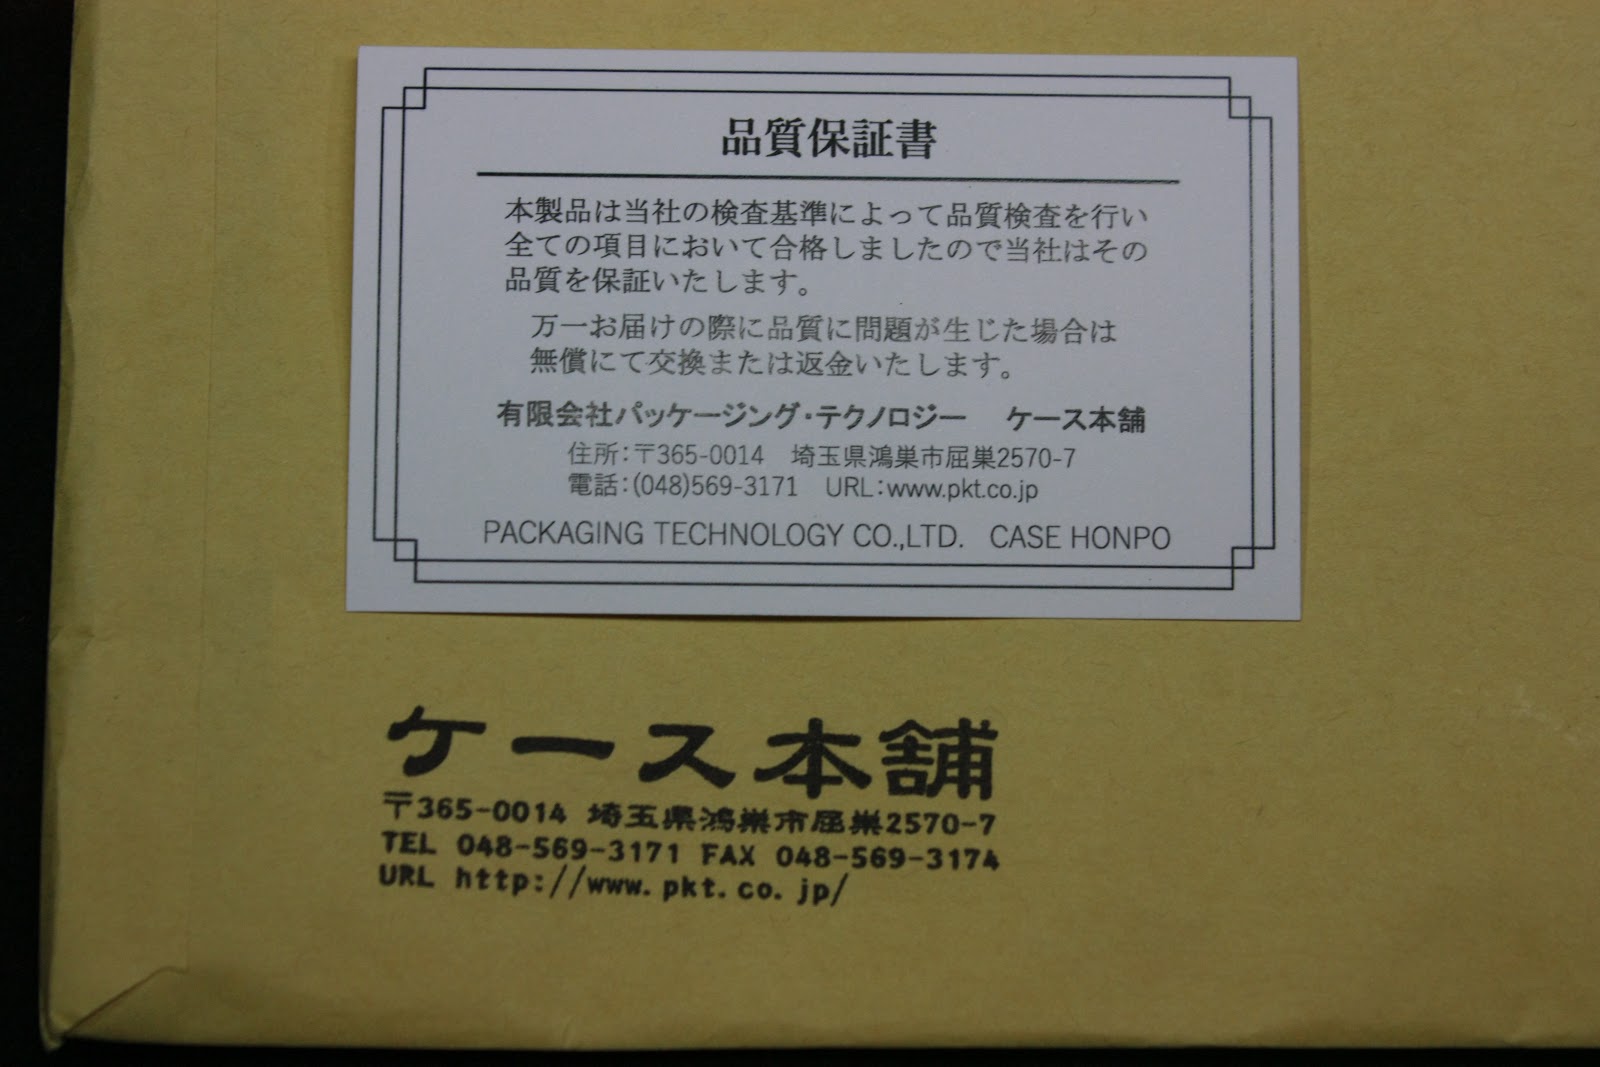 品質保証書
本製品は当社の検査基準によって品質検査を行い
全ての項目において合格しましたので当社はその
品質を保証いたします。
万一お届けの際に品質に問題が生じた場合は
無償にて交換または返金いたします。
有限会社パッケージング・テクノロジー　ケース本舗
住所：〒365-0014　埼玉県鴻巣市屈巣2570-7
電話：(048)569-3171　URL：www.pkt.co.jp
PACKAGING TECHNOLOGY CO.,LTD.　CASE HONPO
ケース本舗
〒365-0014 埼玉県鴻巣市屈巣2570-7
TEL 048-569-3171 FAX 048-569-3174
URL http://www.pkt.co.jp/